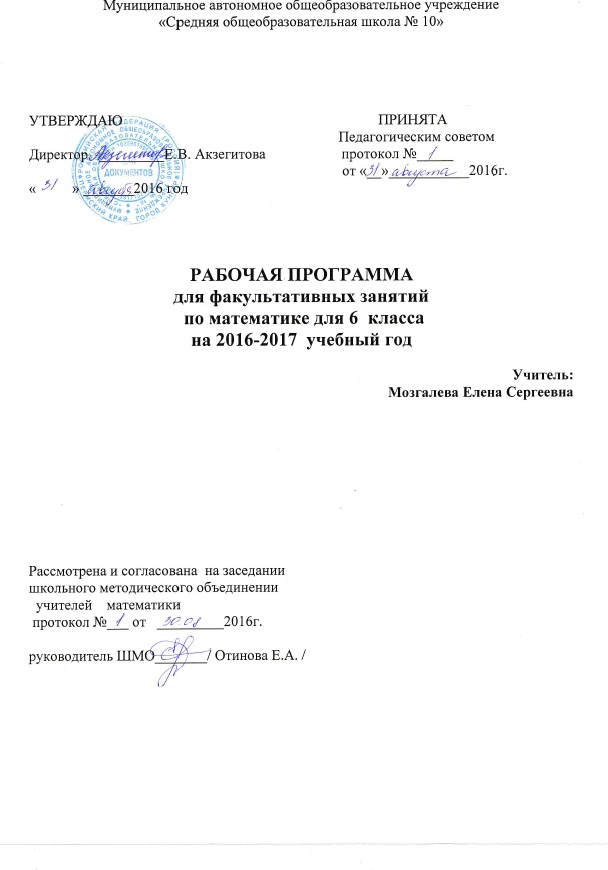 Муниципальное автономное общеобразовательное учреждение
«Средняя общеобразовательная школа № 10»
УТВЕРЖДАЮ
Директор Акзегитов Е.В. Акзегитова
« 31 » августа 2016 год
ПРИНЯТА
Педагогическим советом
протокол № 1
от «31» августа 2016г.
ДОКУМЕНТОВ
РАБОЧАЯ ПРОГРАММА
для факультативных занятий
по математике для 6 класса
на 2016-2017 учебный год
Учитель:
Мозгалева Елена Сергеевна
Рассмотрена и согласована на заседании
школьного методического объединении
учителей математики
протокол № 1 от 30.08 2016г.
руководитель ШМО / Отинова Е.А. /